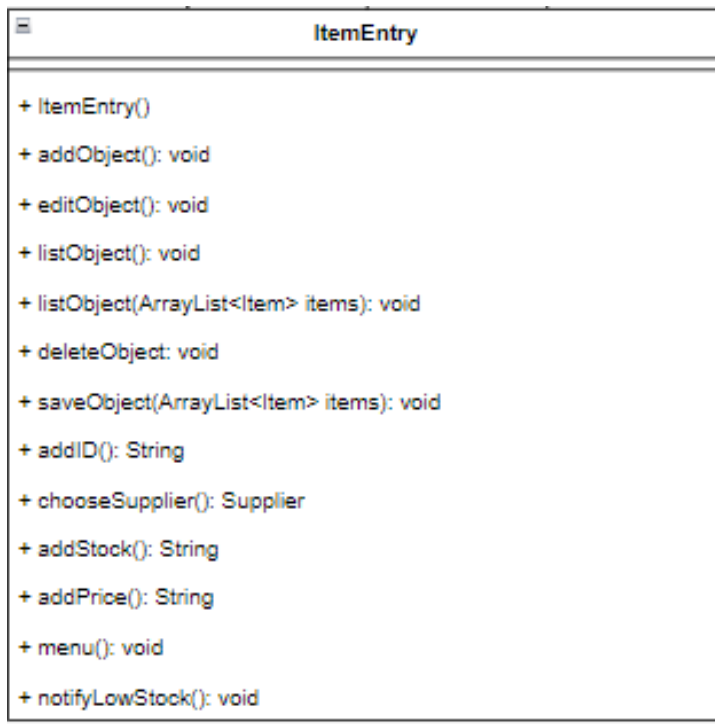 ItemEntry
+ ItemEntry()
+ addObject(): void
+ editObject(): void
+ listObject(): void
+ listObject(ArrayList<Item> items): void
+ deleteObject: void
+ saveObject(ArrayList<Item> items): void
+ addID(): String
+ chooseSupplier(): Supplier
+ addStock(): String
+ addPrice(): String
+ menu(): void
+ notifyLowStock(): void